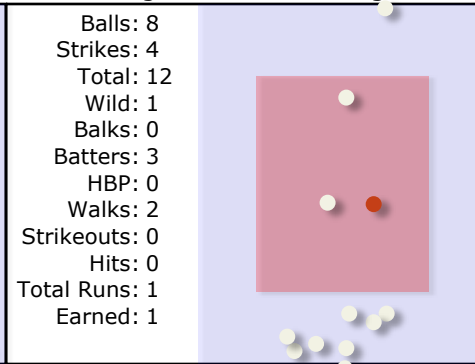 Balls: 8
Strikes: 4
Total: 12
Wild: 1
Balks: 0
Batters: 3
HBP: 0
Walks: 2
Strikeouts: 0
Hits: 0
Total Runs: 1
Earned: 1